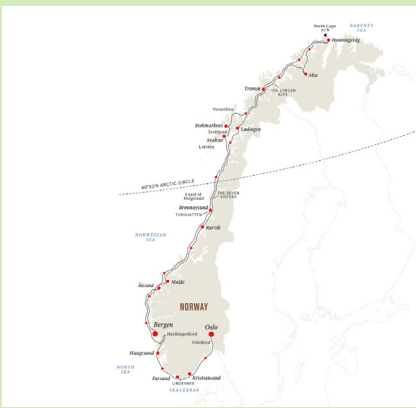 North Cape
71°N
BARENTS
SEA
Honningsvåg
Alta
Tromsø
THE LYNGEN
ALPS
Vesterålen
Stokmarknes
Lødingen
Trollfjord
Svolvær
Lofoten
66°33'N ARCTIC CIRCLE
Coast of
Helgeland
THE SEVEN
SISTERS
Brønnøysund
TORGHATTEN
Rørvik
NORWEGIAN
SEA
Molde
Ålesund
NORWAY
Bergen
Oslo
Hardangerfjord
Oslofjord
Haugesund
NORTH
SEA
Farsund
Kristiansand
LINDESNES
SKAGERRAK